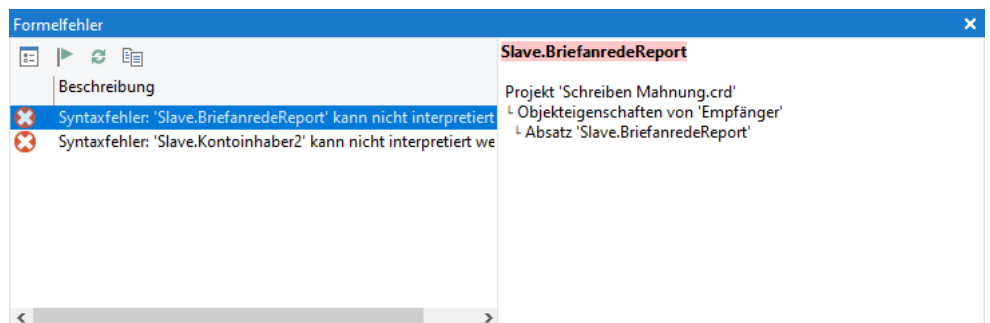 Formelfehler
Beschreibung
Syntaxfehler: 'Slave.BriefanredeReport' kann nicht interpretiert
Syntaxfehler: 'Slave.Kontoinhaber2' kann nicht interpretiert we
Slave.BriefanredeReport
Projekt 'Schreiben Mahnung.crd'
Objekteigenschaften von 'Empfänger'
Absatz 'Slave.BriefanredeReport'